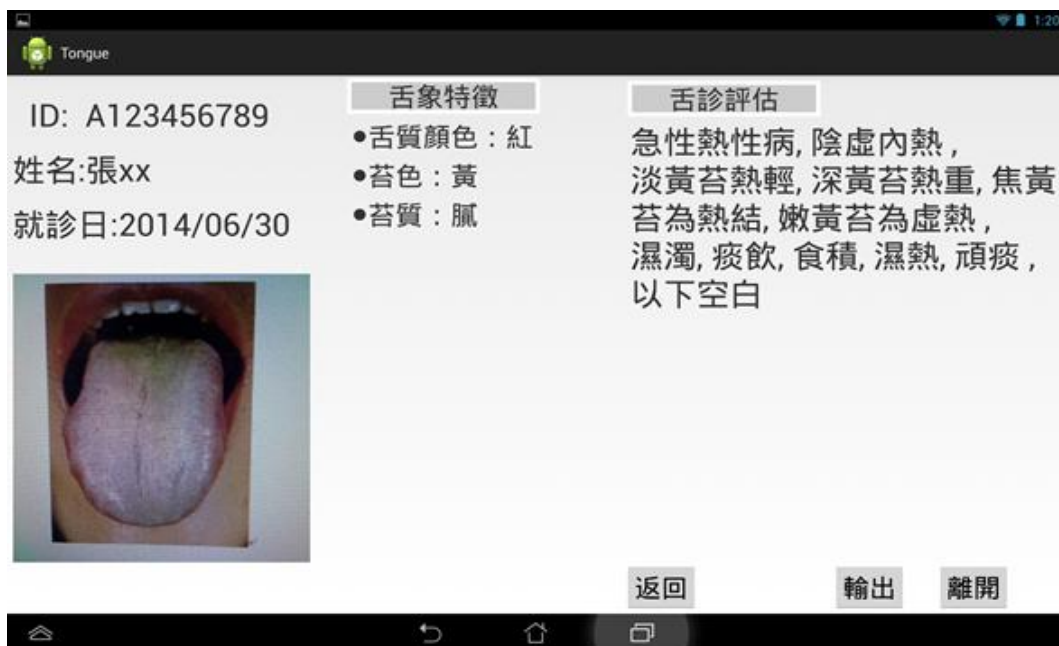 1:20
Tongue
ID: A123456789
姓名:張xx
就診日:2014/06/30
舌象特徵
●舌質顏色：紅
●苔色：黃
●苔質：膩
舌診評估
急性熱性病, 陰虛內熱 ,
淡黃苔熱輕, 深黃苔熱重, 焦黃
苔為熱結, 嫩黃苔為虛熱 ,
濕濁, 痰飲, 食積, 濕熱, 頑痰 ,
以下空白
返回
輸出
離開